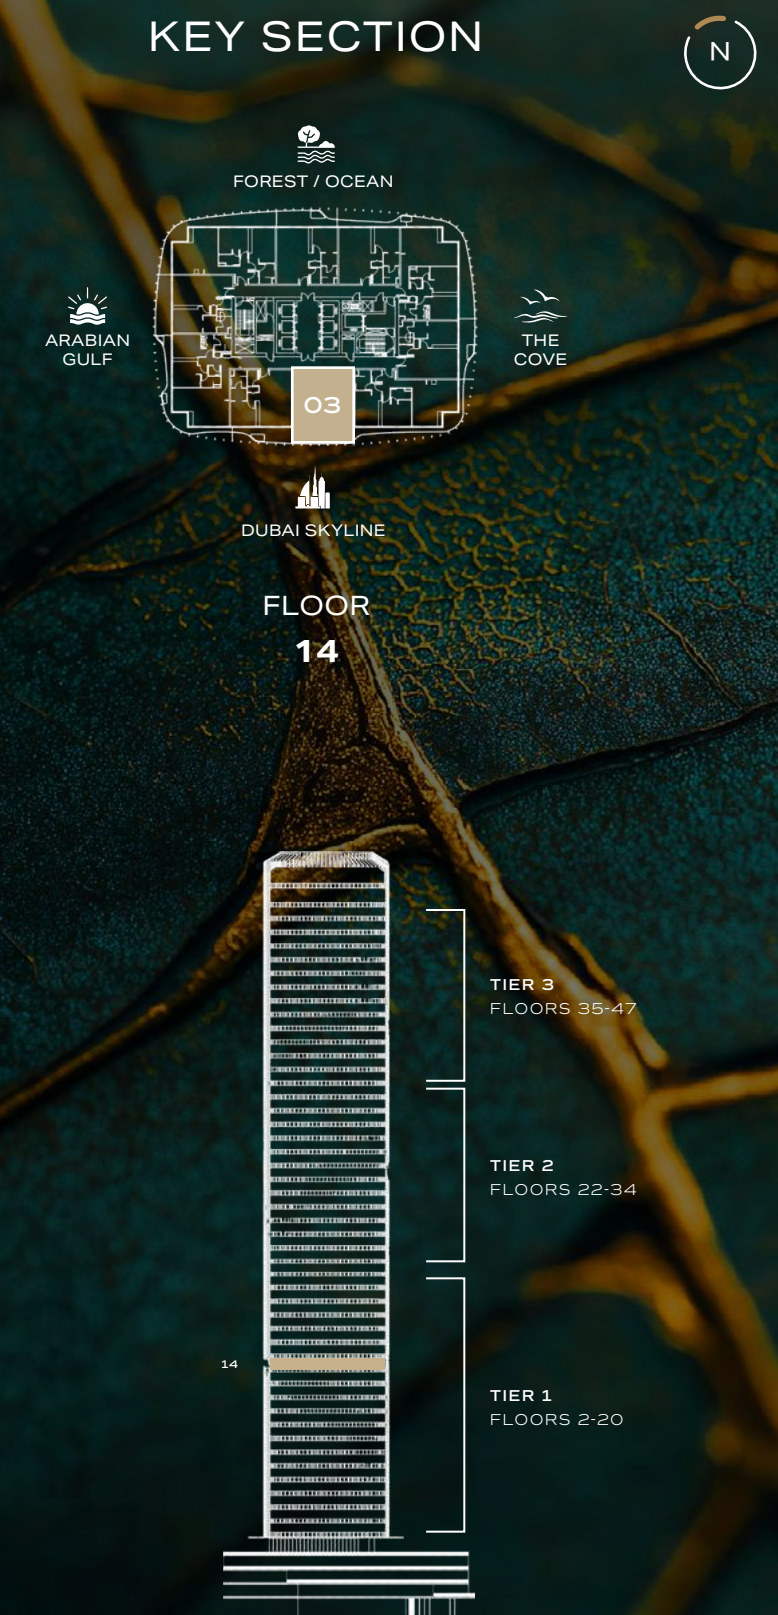 KEY SECTION
N
FOREST / OCEAN
ARABIAN
GULF
THE
COVE
03
DUBAI SKYLINE
FLOOR
14
TIER 3
FLOORS 35-47
TIER 2
FLOORS 22-34
14
TIER 1
FLOORS 2-20